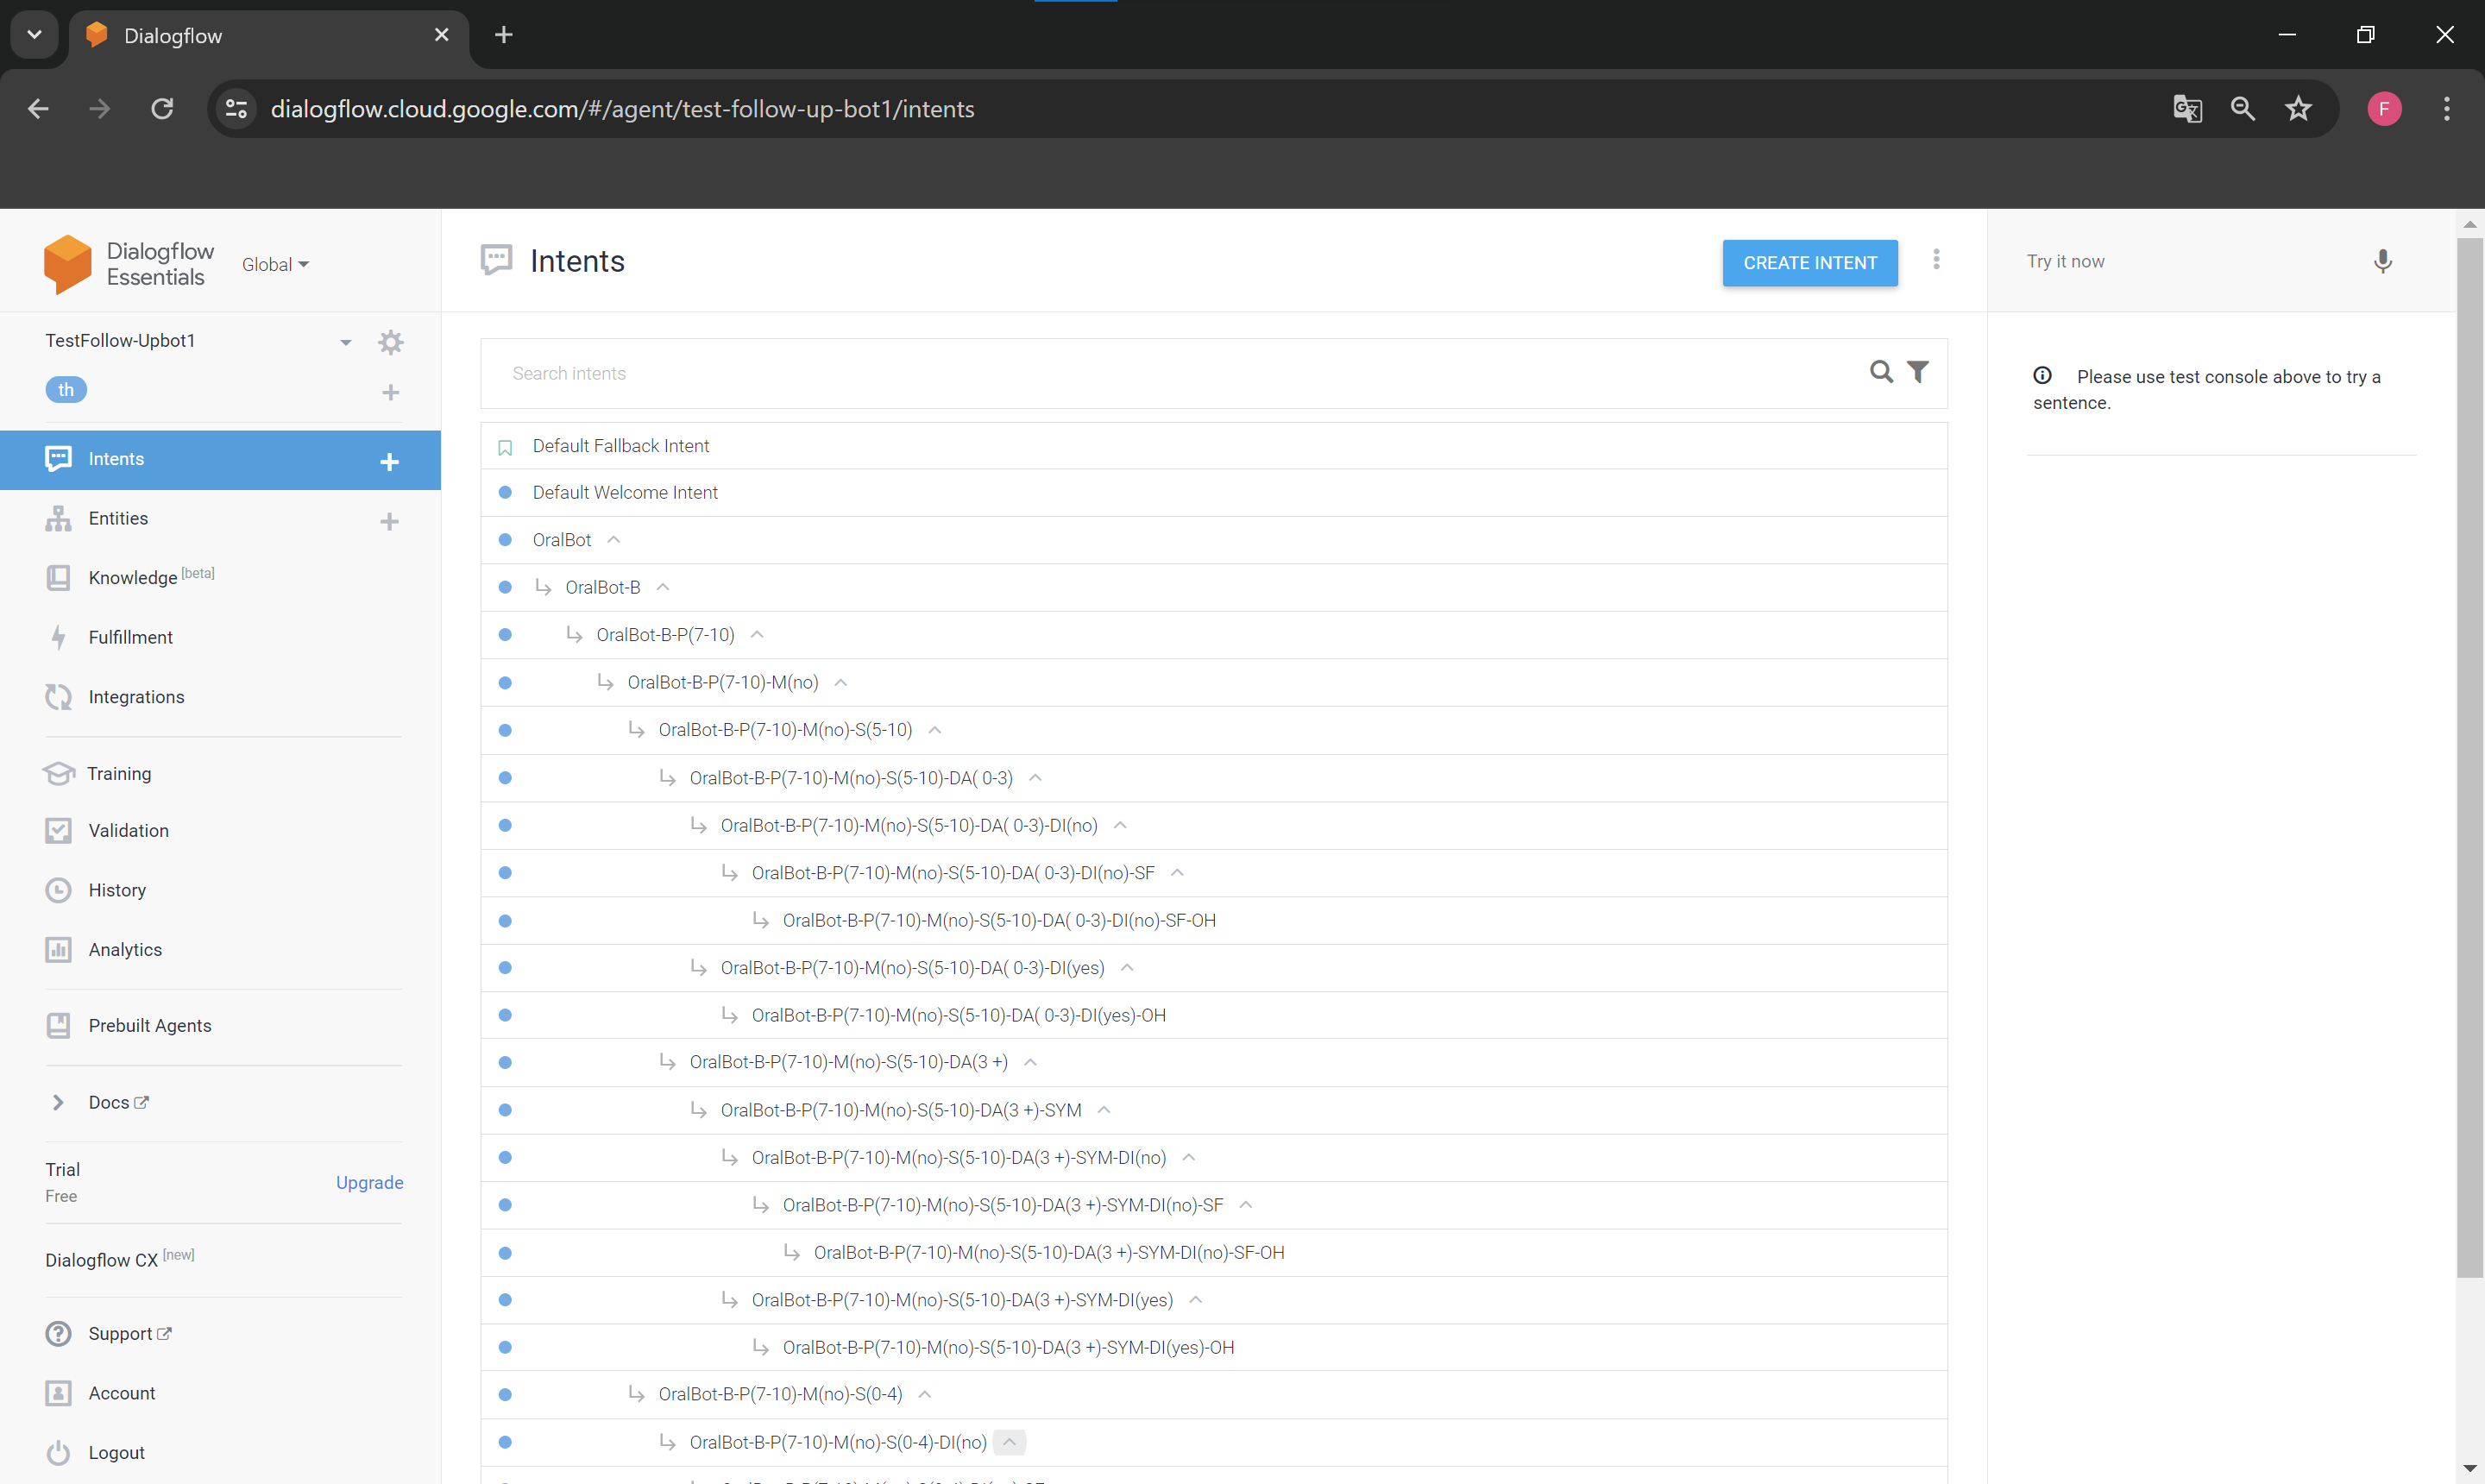 Dialogflow
dialogflow.cloud.google.com/#/agent/test-follow-up-bot1/intents
F
Dialogflow
Essentials
Global
Intents
CREATE INTENT
Try it now
TestFollow-Upbot1
th
Search intents
Please use test console above to try a
sentence.
Intents
Entities
Knowledge [beta]
Fulfillment
Integrations
Training
Validation
History
Analytics
Prebuilt Agents
Docs
Trial
Free
Upgrade
Dialogflow CX [new]
Support
Account
Logout
Default Fallback Intent
Default Welcome Intent
OralBot
OralBot-B
OralBot-B-P(7-10)
OralBot-B-P(7-10)-M(no)
OralBot-B-P(7-10)-M(no)-S(5-10)
OralBot-B-P(7-10)-M(no)-S(5-10)-DA( 0-3)
OralBot-B-P(7-10)-M(no)-S(5-10)-DA( 0-3)-DI(no)
OralBot-B-P(7-10)-M(no)-S(5-10)-DA( 0-3)-DI(no)-SF
OralBot-B-P(7-10)-M(no)-S(5-10)-DA( 0-3)-DI(no)-SF-OH
OralBot-B-P(7-10)-M(no)-S(5-10)-DA( 0-3)-DI(yes)
OralBot-B-P(7-10)-M(no)-S(5-10)-DA( 0-3)-DI(yes)-OH
OralBot-B-P(7-10)-M(no)-S(5-10)-DA(3 +)
OralBot-B-P(7-10)-M(no)-S(5-10)-DA(3 +)-SYM
OralBot-B-P(7-10)-M(no)-S(5-10)-DA(3 +)-SYM-DI(no)
OralBot-B-P(7-10)-M(no)-S(5-10)-DA(3 +)-SYM-DI(no)-SF
OralBot-B-P(7-10)-M(no)-S(5-10)-DA(3 +)-SYM-DI(no)-SF-OH
OralBot-B-P(7-10)-M(no)-S(5-10)-DA(3 +)-SYM-DI(yes)
OralBot-B-P(7-10)-M(no)-S(5-10)-DA(3 +)-SYM-DI(yes)-OH
OralBot-B-P(7-10)-M(no)-S(0-4)
OralBot-B-P(7-10)-M(no)-S(0-4)-DI(no)